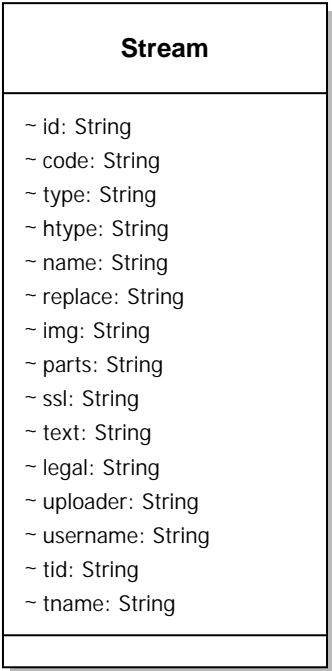 Stream
~ id: String
~ code: String
~ type: String
~ htype: String
~ name: String
~ replace: String
~ img: String
~ parts: String
~ ssl: String
~ text: String
~ legal: String
~ uploader: String
~ username: String
~ tid: String
~ tname: String